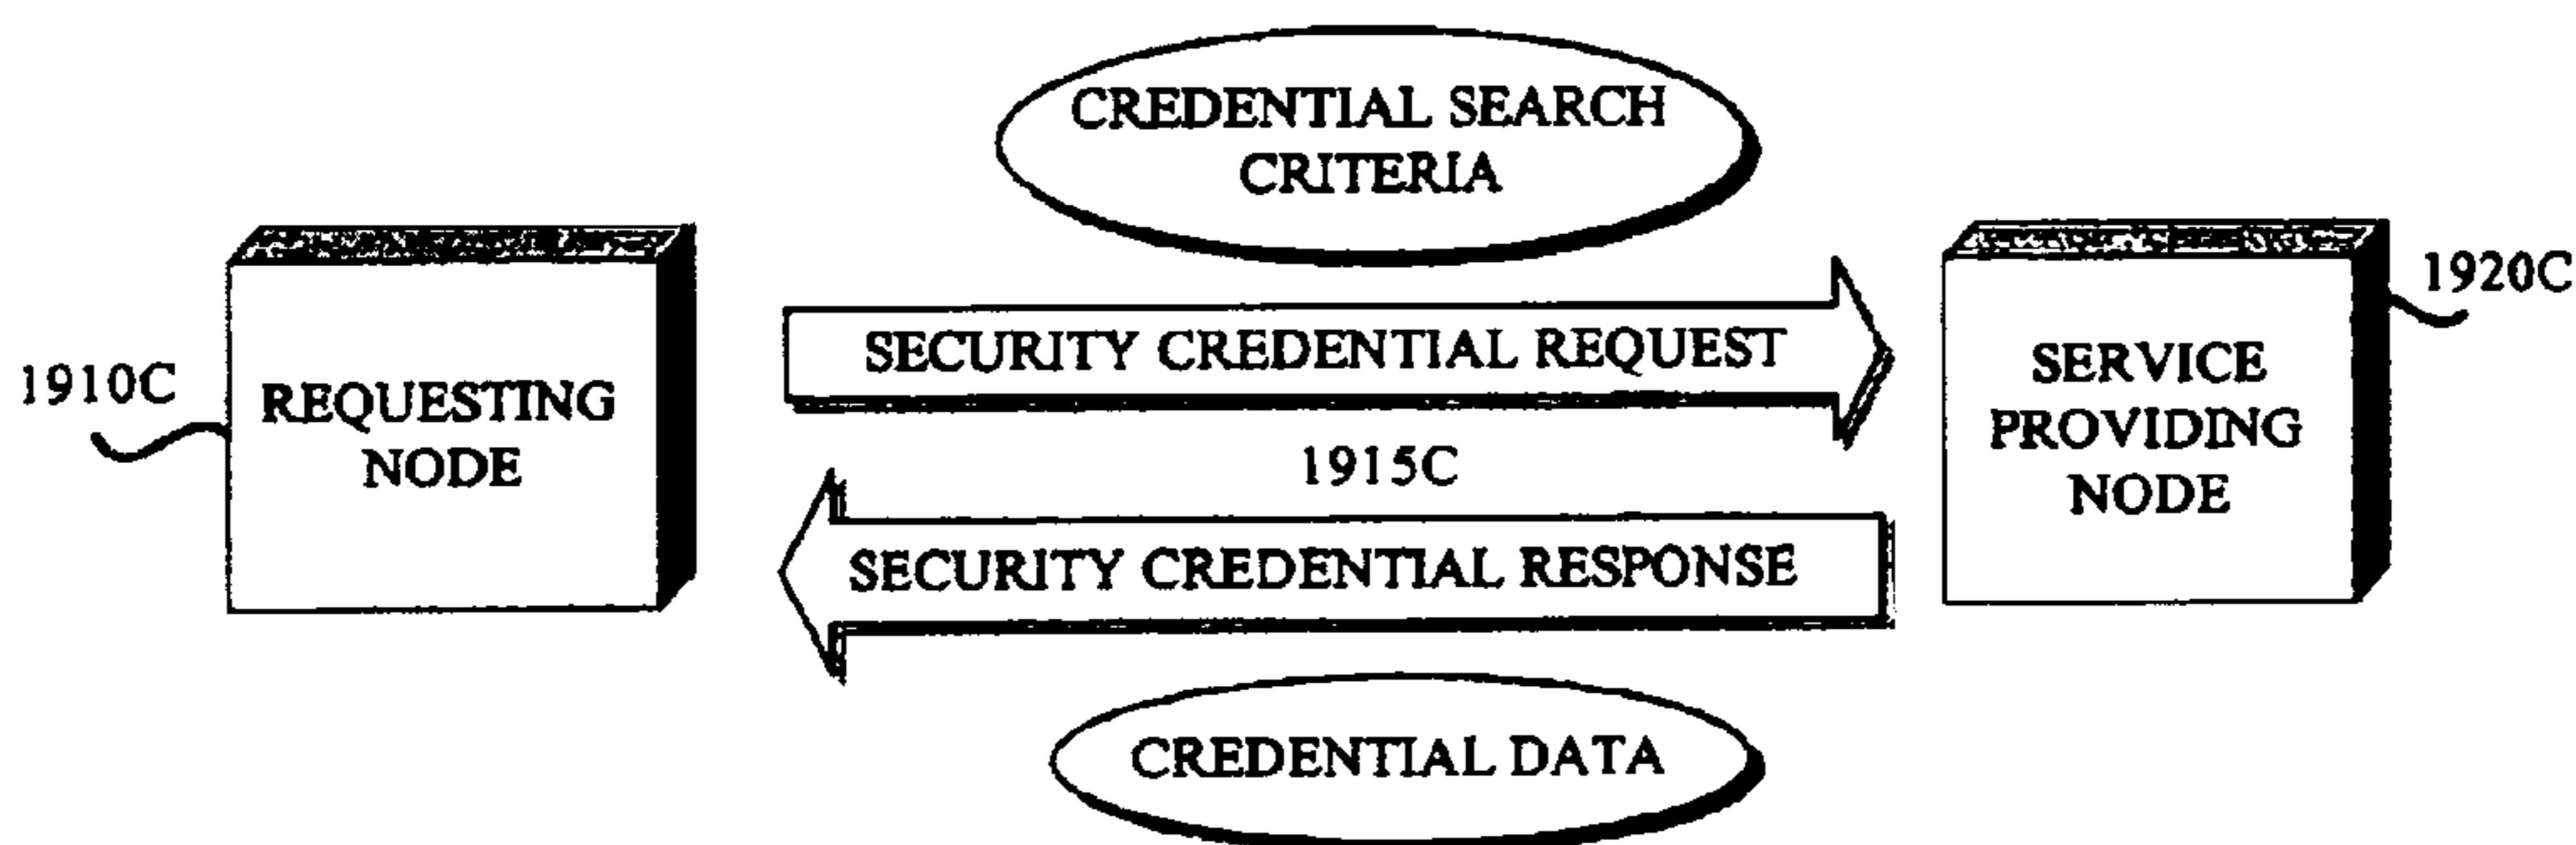 CREDENTIAL SEARCH
CRITERIA
1920C
SECURITY CREDENTIAL REQUEST
SERVICE
PROVIDING
NODE
1910C
REQUESTING
NODE
1915C
SECURITY CREDENTIAL RESPONSE
CREDENTIAL DATA